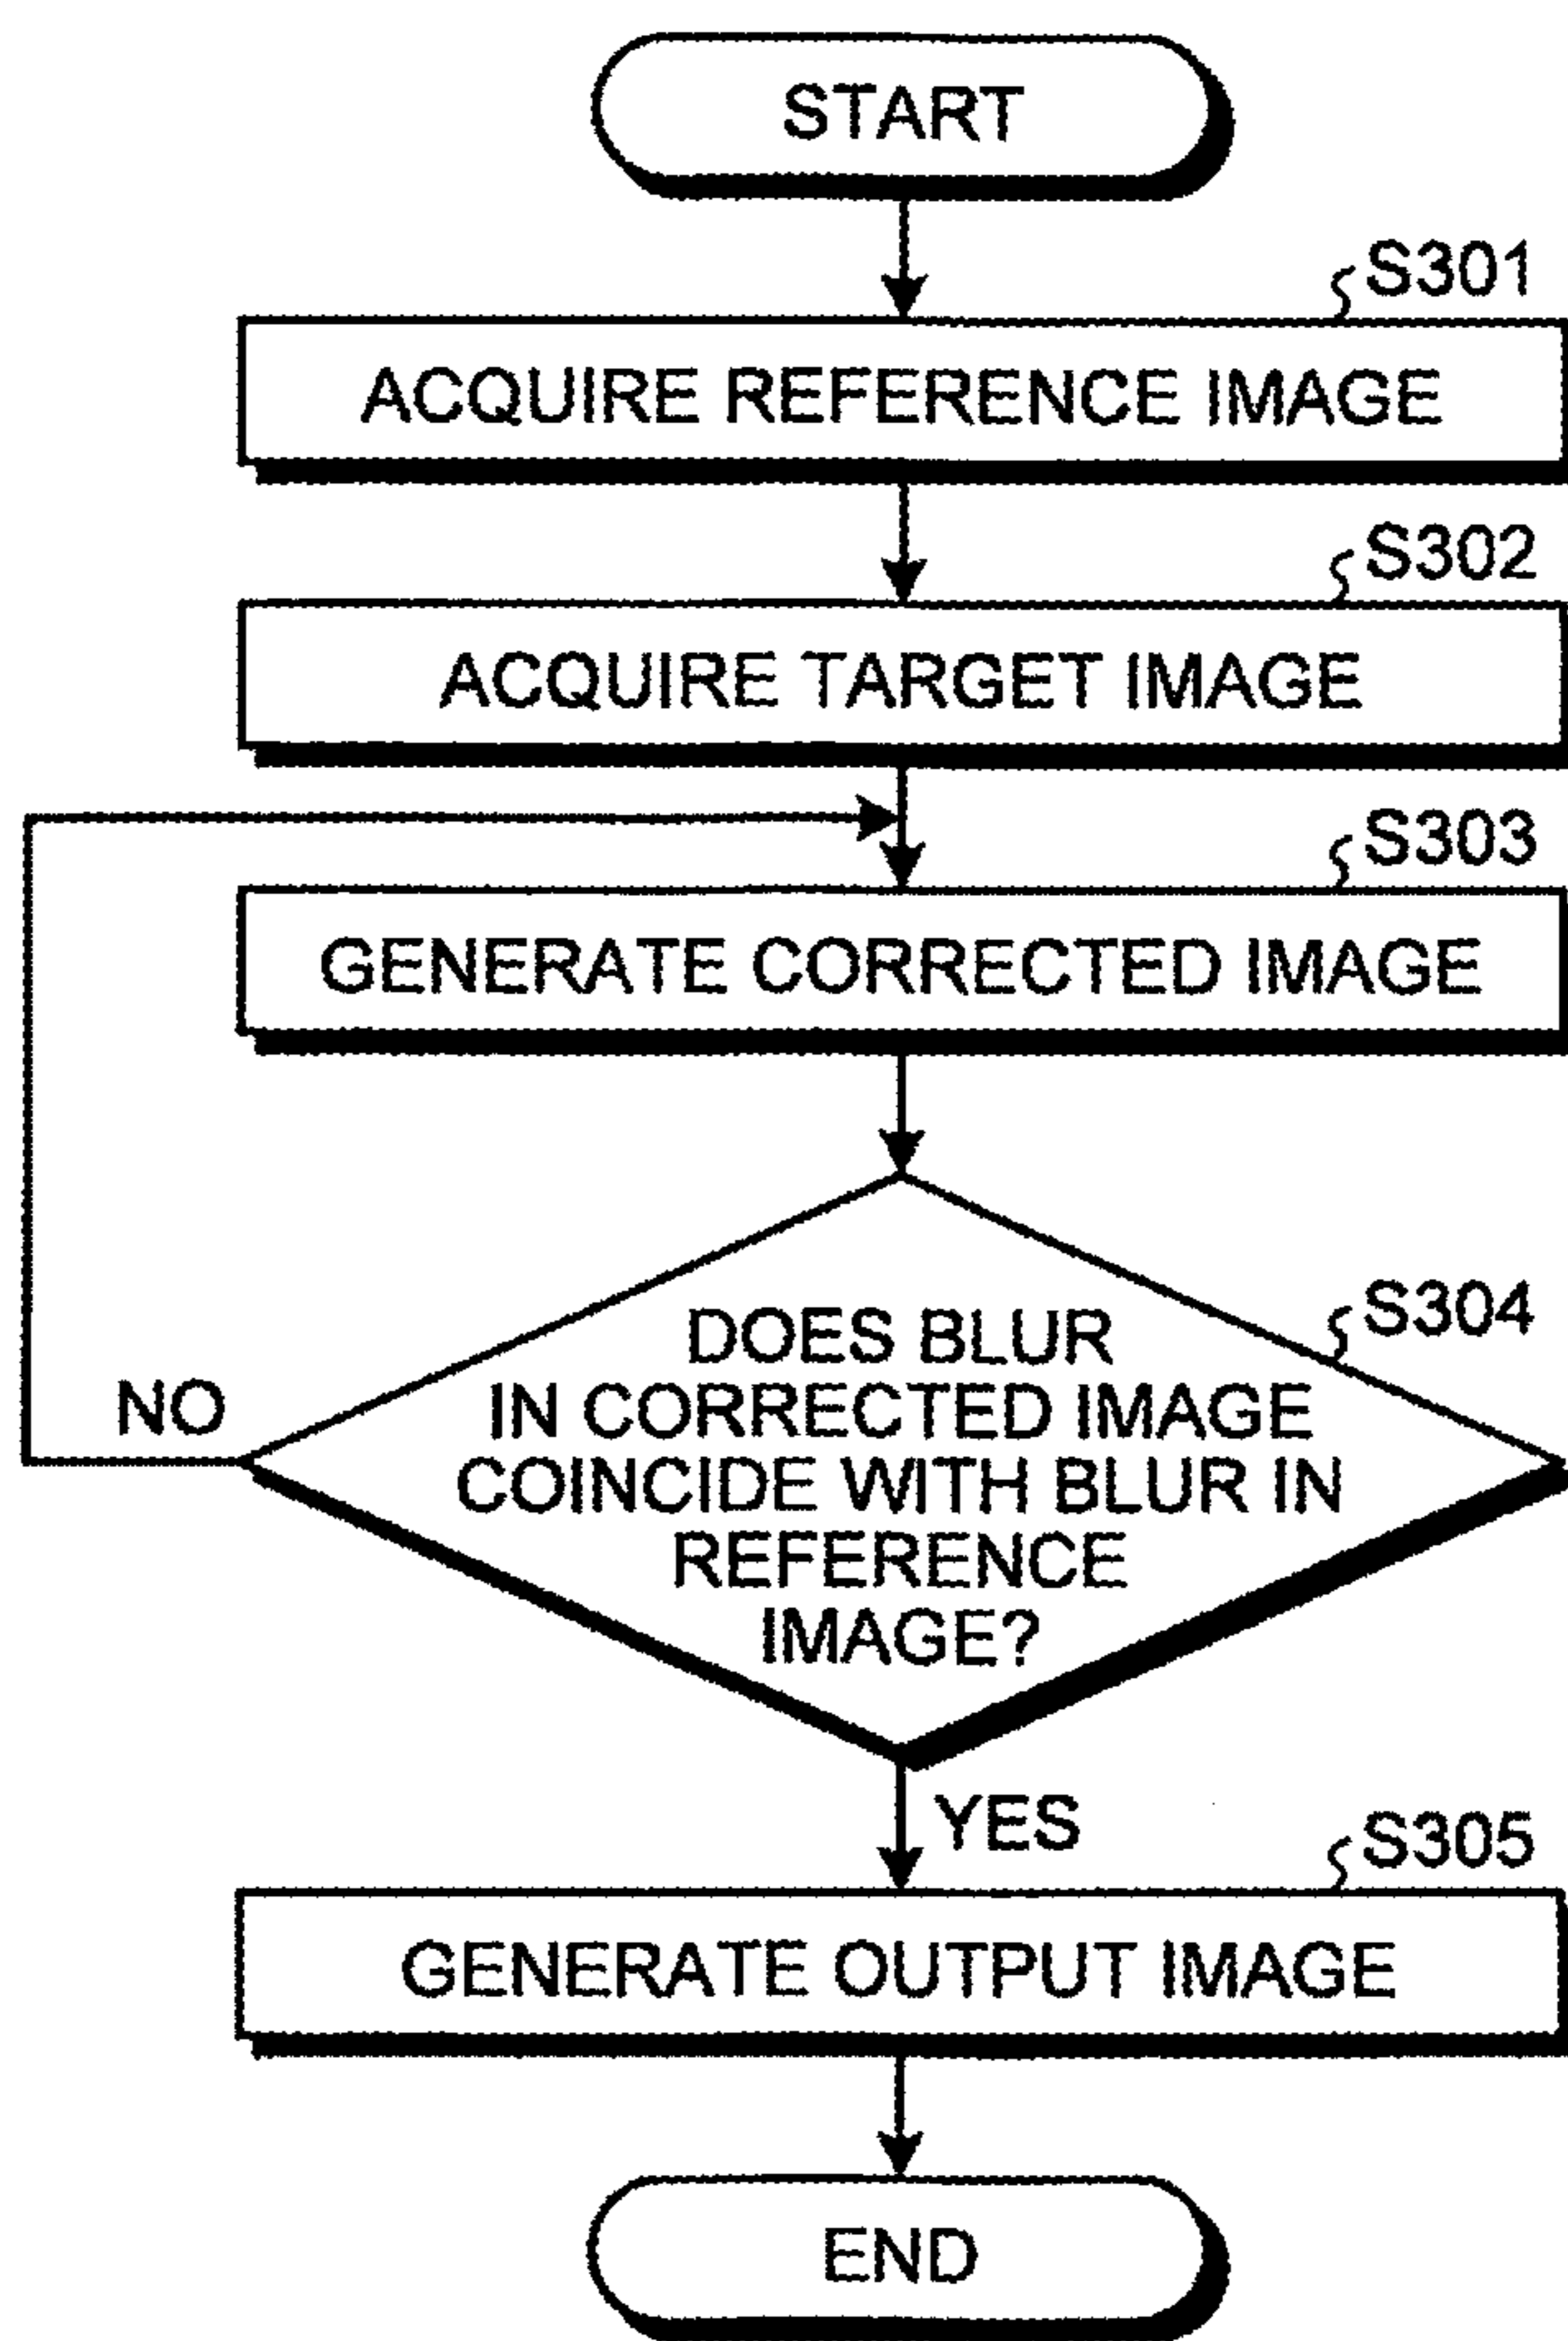 START
S301
ACQUIRE REFERENCE IMAGE
S302
ACQUIRE TARGET IMAGE
S303
GENERATE CORRECTED IMAGE
S304
DOES BLUR
IN CORRECTED IMAGE
COINCIDE WITH BLUR IN
REFERENCE
IMAGE?
NO
YES
S305
GENERATE OUTPUT IMAGE
END